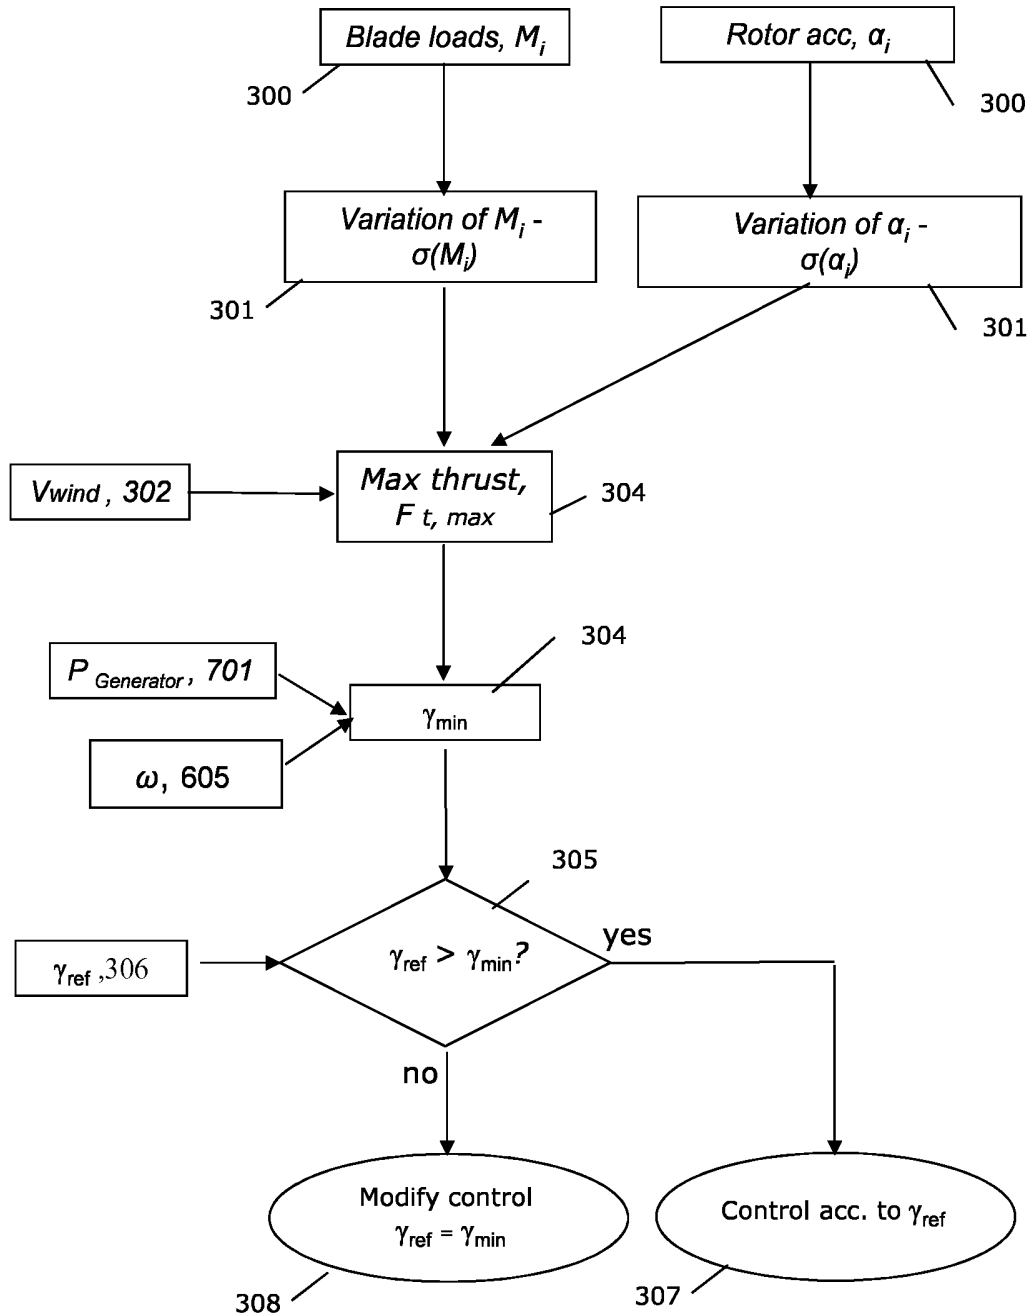 Blade loads, Mi
Rotor acc, αi
300
300
Variation of Mi -
σ(Mi)
Variation of αi -
σ(αi)
301
301
Vwind , 302
Max thrust,
F t, max
304
304
P Generator, 701
γmin
ω, 605
305
γref ,306
γref > γmin?
yes
no
Modify control
γref = γmin
Control acc. to γref
308
307